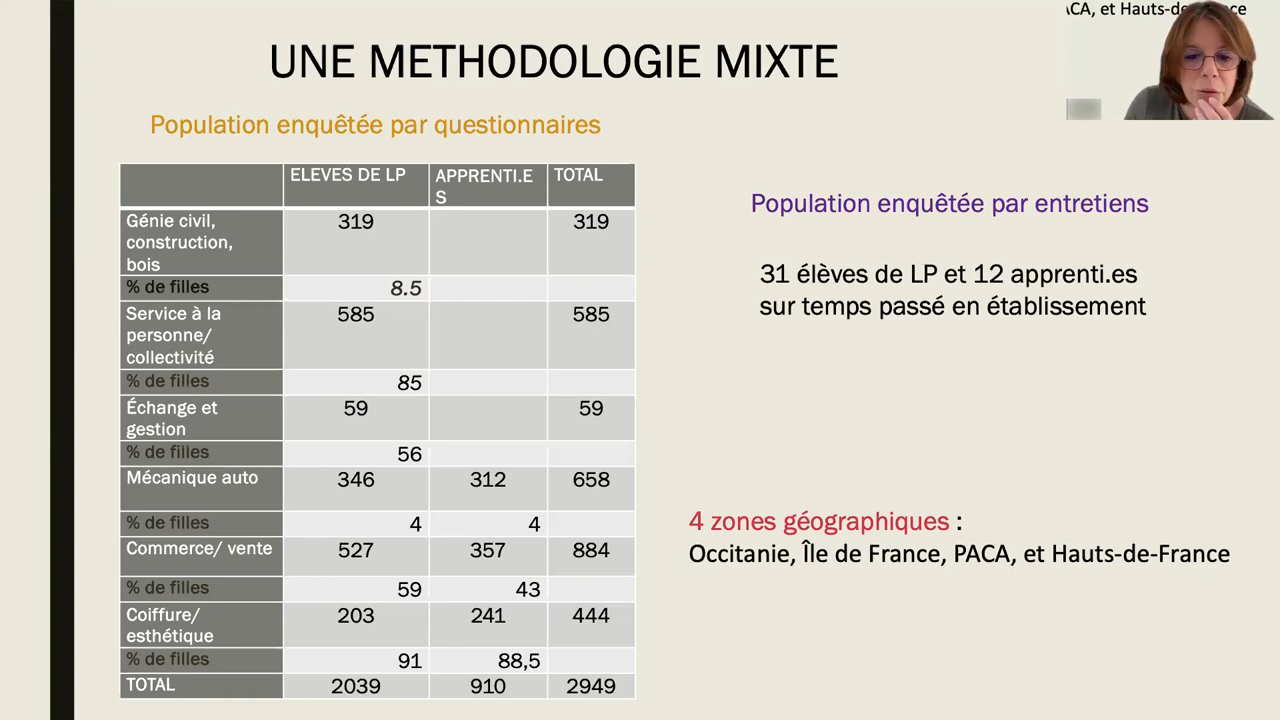 UNE METHODOLOGIE MIXTE
Population enquêtée par questionnaires
ELEVES DE LP APPRENTI.E TOTAL
S
Génie civil, 319 319
construction,
bois
% de filles 8.5
Service à la 585 585
personne/
collectivité
% de filles 85
Échange et 59 59
gestion
% de filles 56
Mécanique auto 346 312 658
% de filles 4 4
Commerce/ vente 527 357 884
% de filles 59 43
Coiffure/ 203 241 444
esthétique
% de filles 91 88,5
TOTAL 2039 910 2949
Population enquêtée par entretiens
31 élèves de LP et 12 apprenti.es
sur temps passé en établissement
4 zones géographiques :
Occitanie, Île de France, PACA, et Hauts-de-France
et